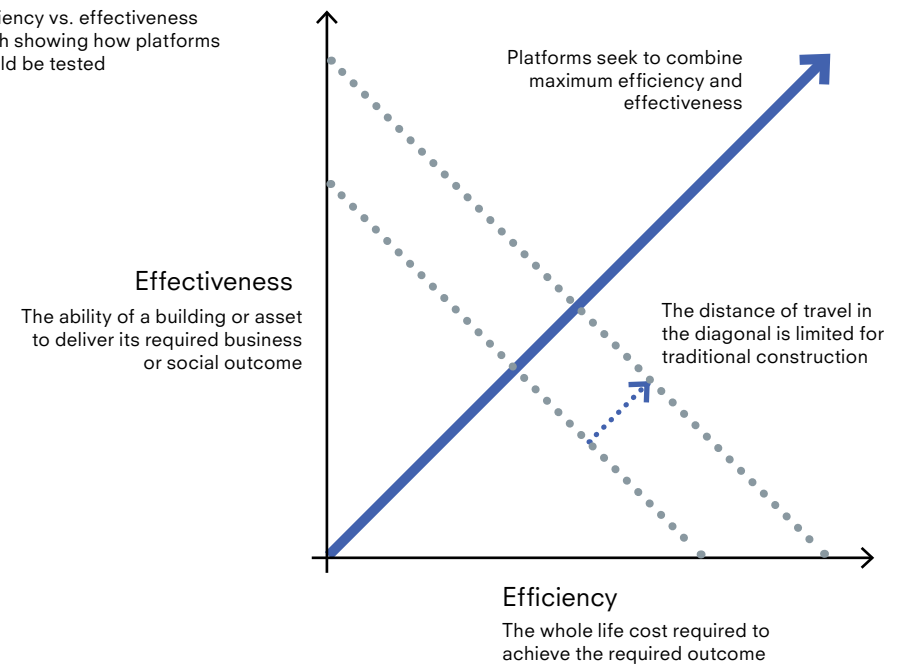 vs. effectiveness
showing how platforms
be tested
Platforms seek to combine
maximum efficiency and
effectiveness
Effectiveness
The ability of a building or asset
to deliver its required business
or social outcome
The distance of travel in
the diagonal is limited for
traditional construction
Efficiency
The whole life cost required to
achieve the required outcome